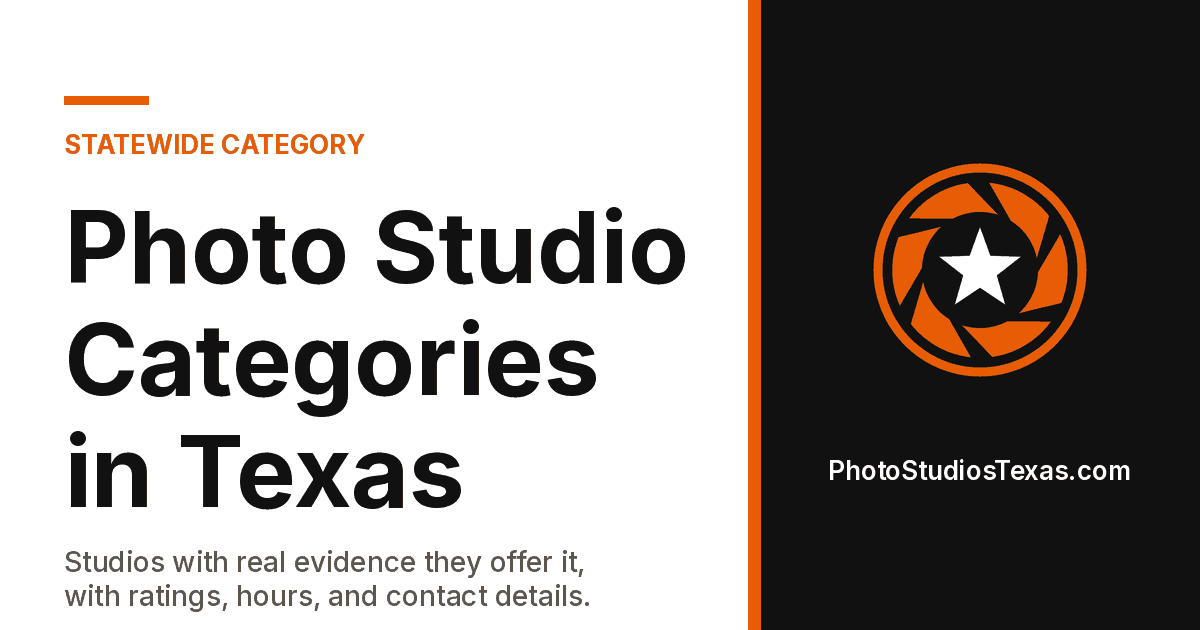 STATEWIDE CATEGORY
Photo Studio
Categories
in Texas
Studios with real evidence they offer it,
with ratings, hours, and contact details.
PhotoStudiosTexas.com